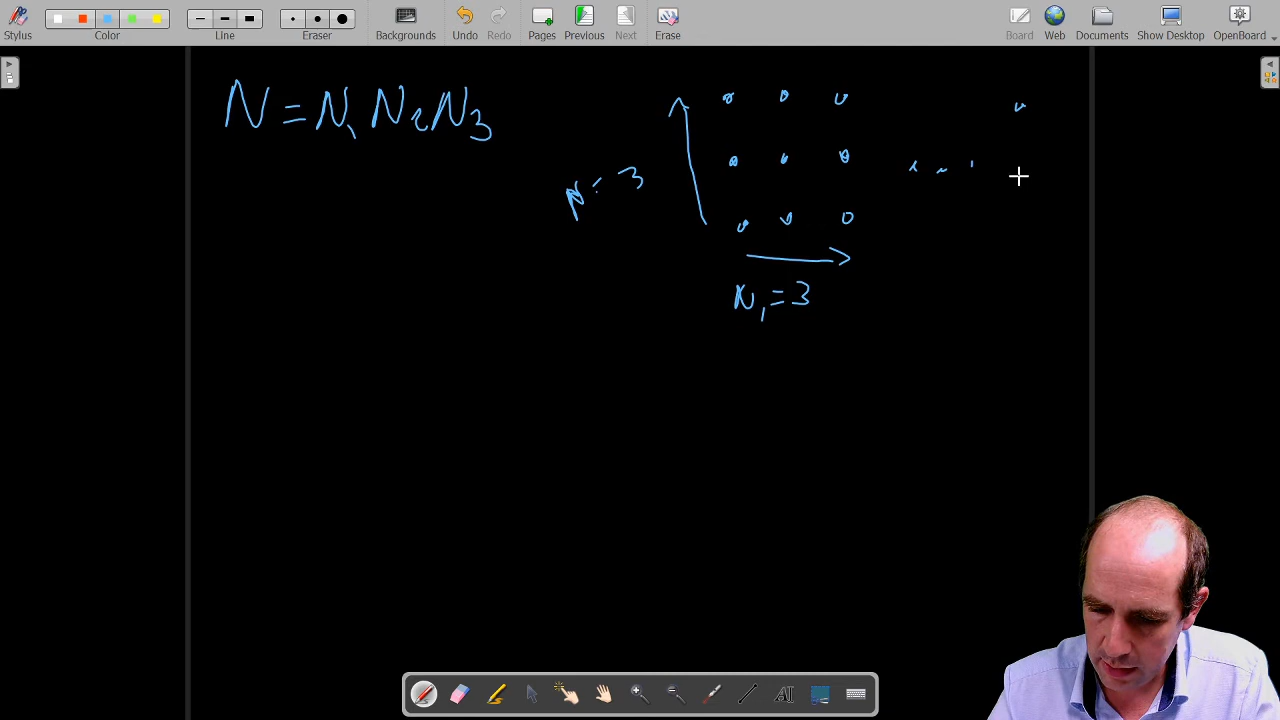 Stylus Color Line Eraser Backgrounds Undo Redo Pages Previous Next Erase Board Web Documents Show Desktop OpenBoard
N = N₁ N₂ N₃
N = 3
N₁ = 3